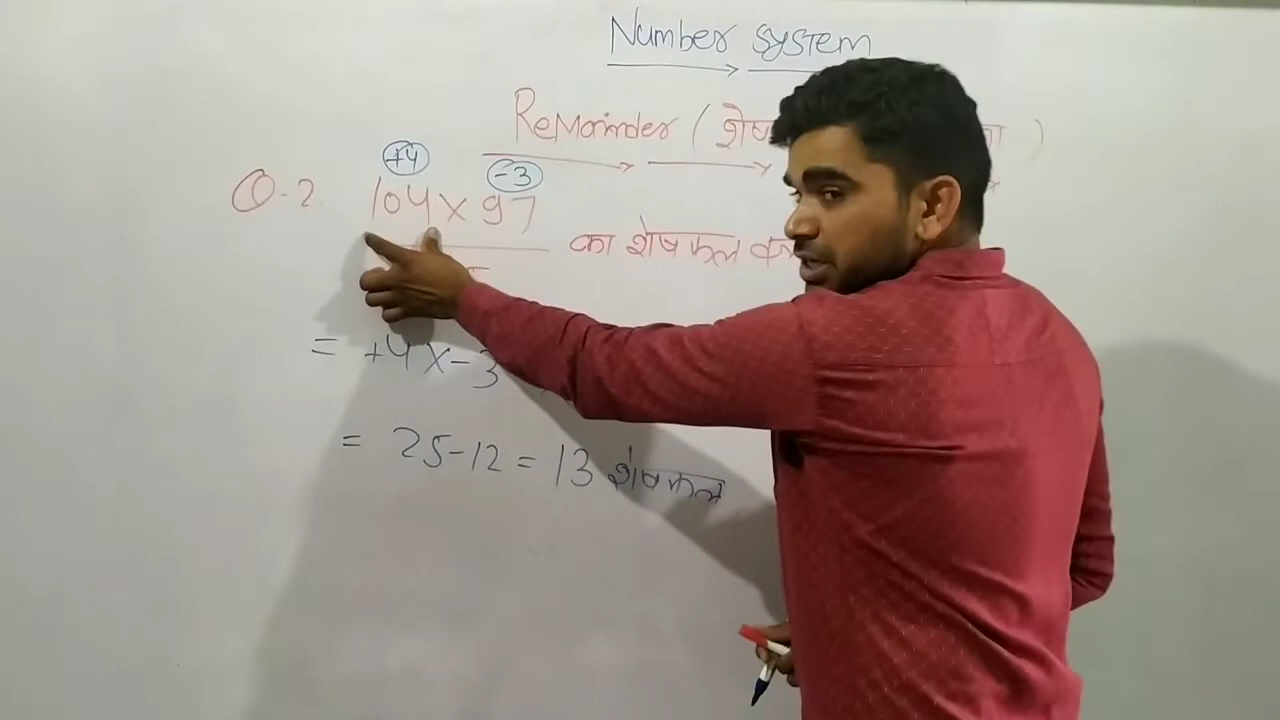 Number system
Remainder (
+4 -3
Q-2. 104 x 97
का शेषफल
= +4 x -3
= 25-12 = 13 शेषफल